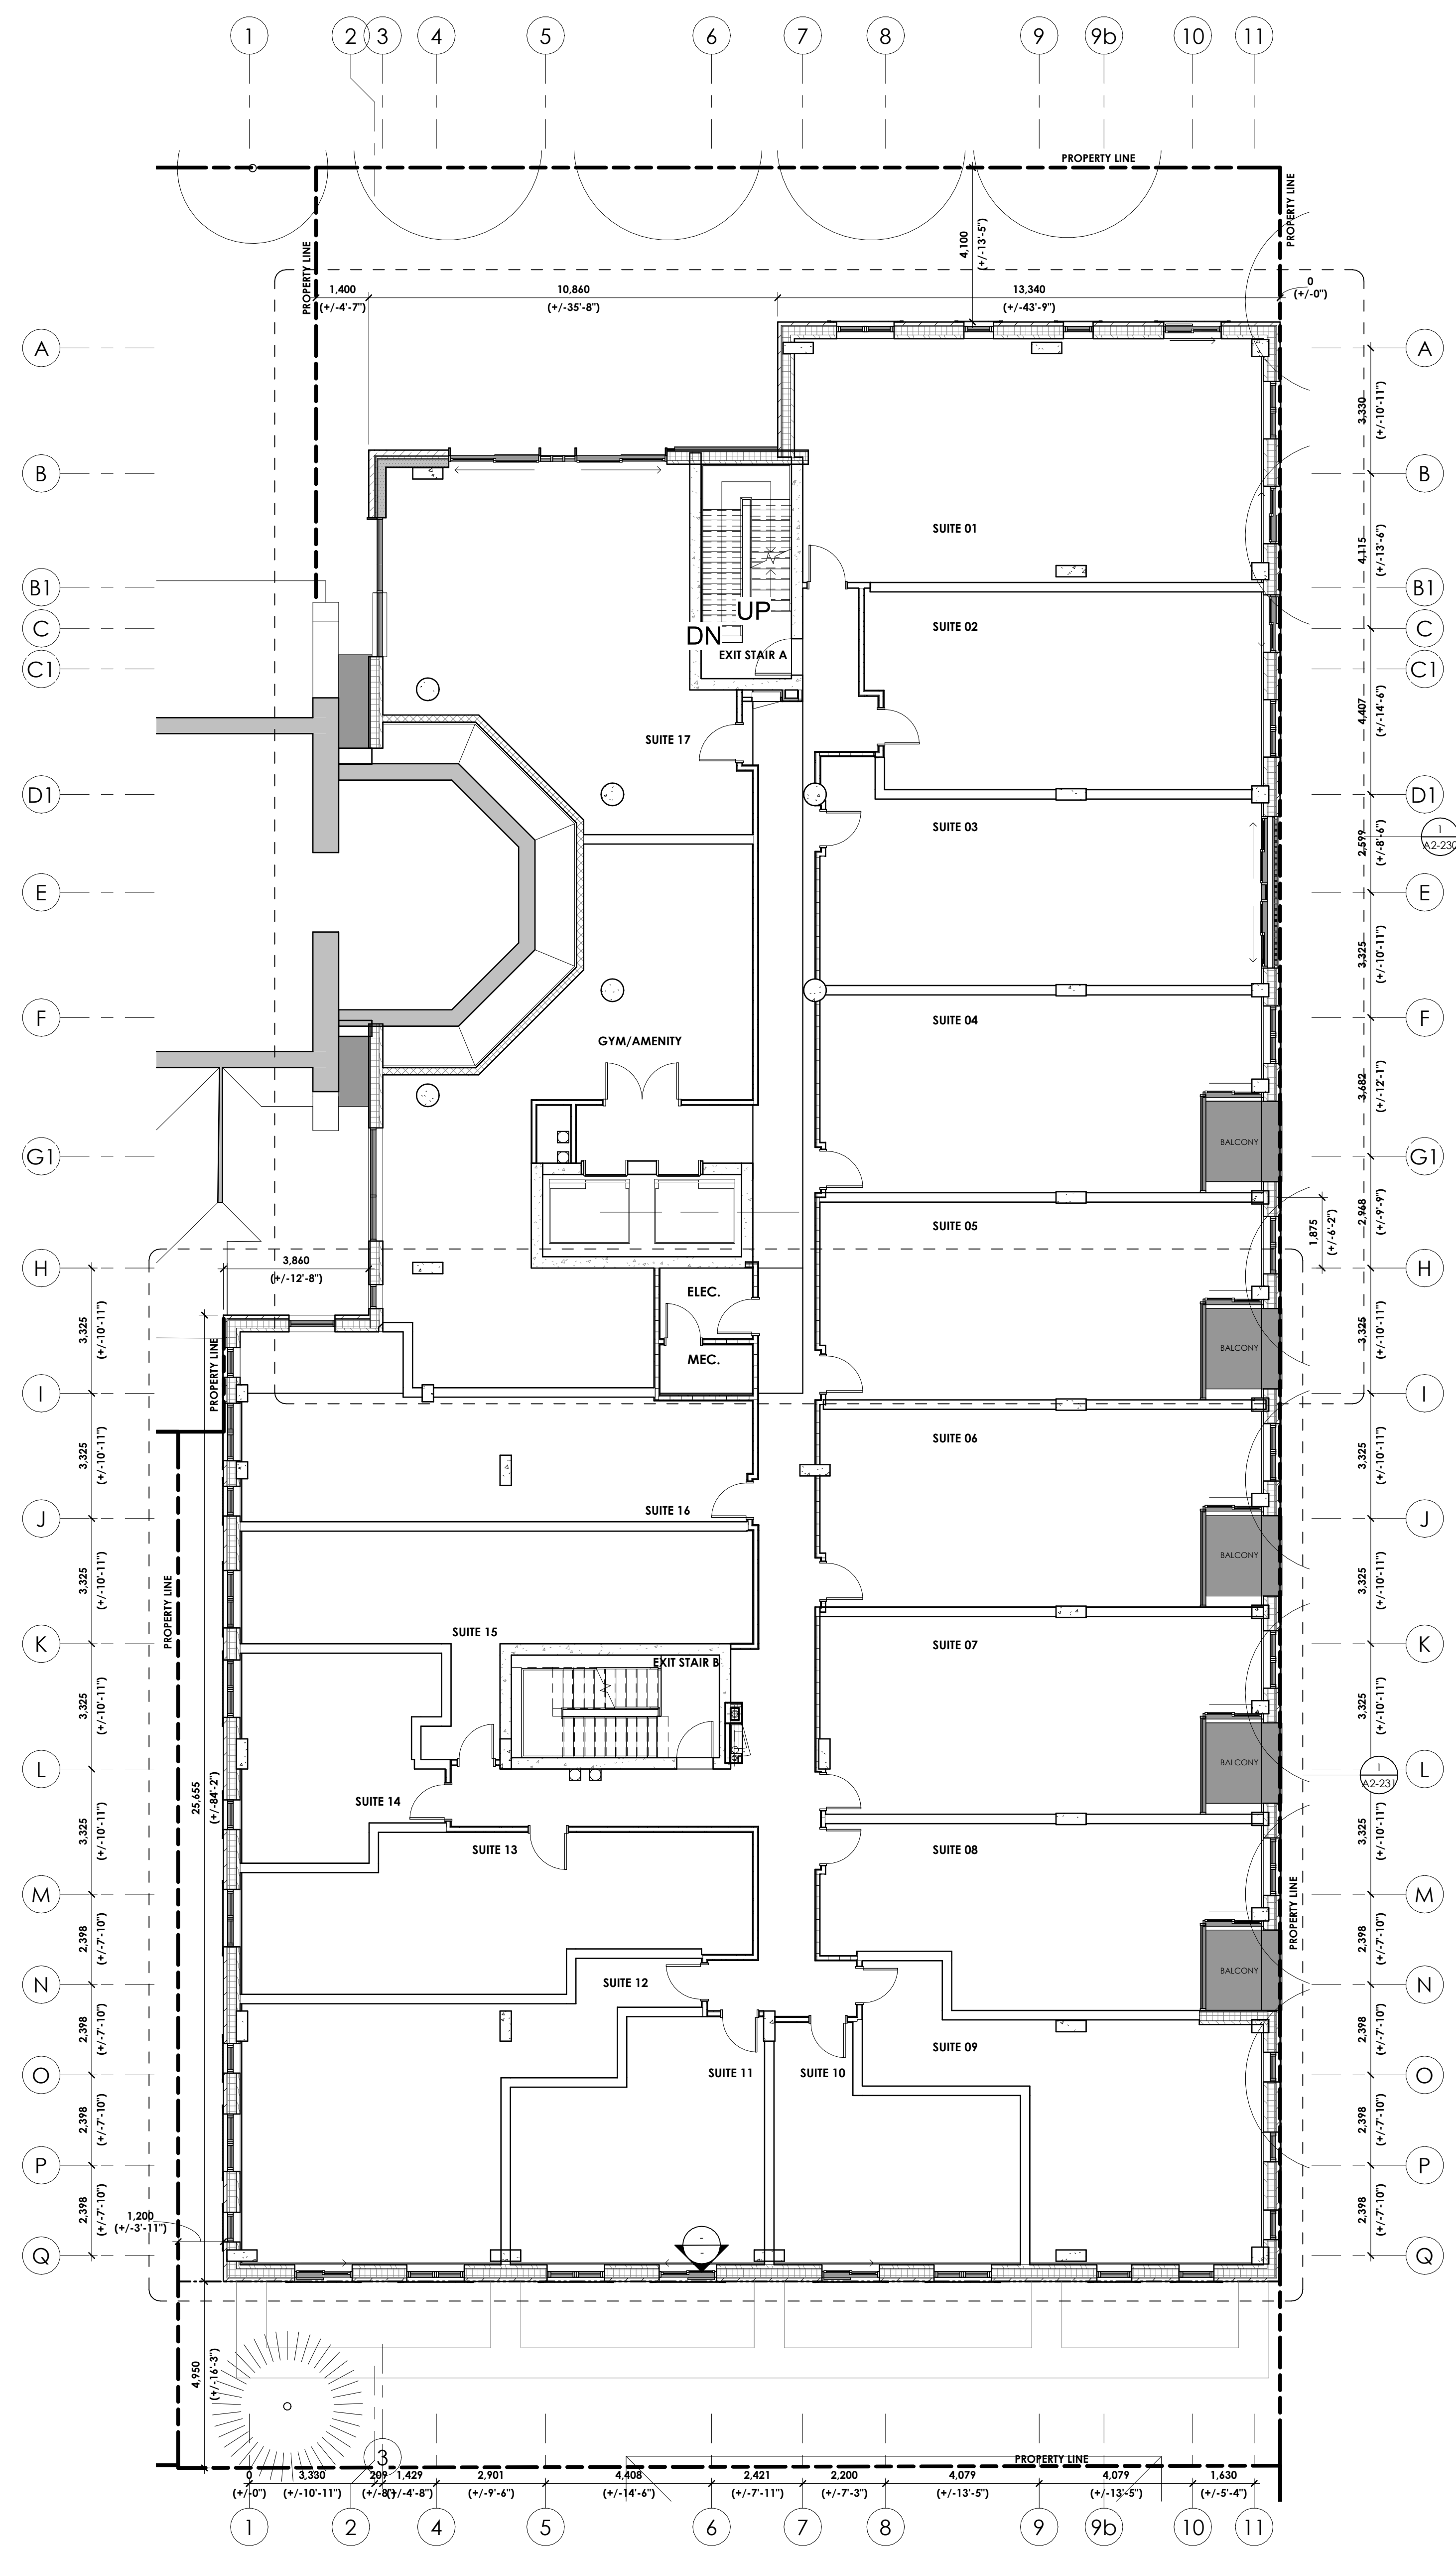 1
2
3
4
5
6
7
8
9
9b
10
11
PROPERTY LINE
PROPERTY LINE
PROPERTY LINE
4,100
(+/-13'-5")
1,400
(+/-4'-7")
10,860
(+/-35'-8")
13,340
(+/-43'-9")
0
(+/-0")
A
A
3,330
(+/-10'-11")
B
B
SUITE 01
4,115
(+/-13'-6")
B1
B1
UP
DN
C
C
SUITE 02
EXIT STAIR A
C1
C1
4,407
(+/-14'-6")
SUITE 17
D1
D1
SUITE 03
2,599
(+/-8'-6")
1
A2-230
E
E
3,325
(+/-10'-11")
F
F
SUITE 04
GYM/AMENITY
3,682
(+/-12'-1")
BALCONY
G1
G1
SUITE 05
2,968
(+/-9'-9")
1,875
(+/-6'-2")
H
H
3,860
(+/-12'-8")
ELEC.
MEC.
3,325
(+/-10'-11")
PROPERTY LINE
BALCONY
3,325
(+/-10'-11")
I
I
SUITE 06
3,325
(+/-10'-11")
3,325
(+/-10'-11")
SUITE 16
J
J
BALCONY
3,325
(+/-10'-11")
PROPERTY LINE
3,325
(+/-10'-11")
SUITE 15
K
K
SUITE 07
EXIT STAIR B
3,325
(+/-10'-11")
3,325
(+/-10'-11")
BALCONY
L
L
1
A2-231
25,655
(+/-84'-2")
SUITE 14
3,325
(+/-10'-11")
3,325
(+/-10'-11")
SUITE 13
SUITE 08
M
M
PROPERTY LINE
2,398
(+/-7'-10")
2,398
(+/-7'-10")
BALCONY
N
N
SUITE 12
2,398
(+/-7'-10")
2,398
(+/-7'-10")
SUITE 09
O
O
SUITE 11
SUITE 10
2,398
(+/-7'-10")
2,398
(+/-7'-10")
P
P
2,398
(+/-7'-10")
2,398
(+/-7'-10")
1,200
(+/-3'-11")
Q
Q
-
-
4,950
(+/-16'-3")
3
PROPERTY LINE
0
(+/-0")
3,330
(+/-10'-11")
209
1,429
(+/-4'-8")
2,901
(+/-9'-6")
4,408
(+/-14'-6")
2,421
(+/-7'-11")
2,200
(+/-7'-3")
4,079
(+/-13'-5")
4,079
(+/-13'-5")
1,630
(+/-5'-4")
1
2
4
5
6
7
8
9
9b
10
11